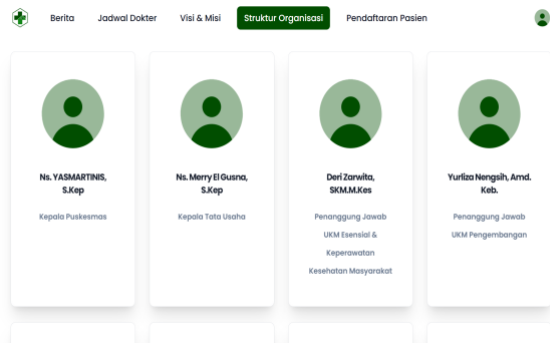 Berita Jadwal Dokter Visi & Misi Struktur Organisasi Pendaftaran Pasien
Ns. YASMARTINIS,
S.Kep
Kepala Puskesmas
Ns. Merry El Gusna,
S.Kep
Kepala Tata Usaha
Deri Zarwita,
SKM.M.Kes
Penanggung Jawab
UKM Esensial &
Keperawatan
Kesehatan Masyarakat
Yurliza Nengsih, Amd.
Keb.
Penanggung Jawab
UKM Pengembangan